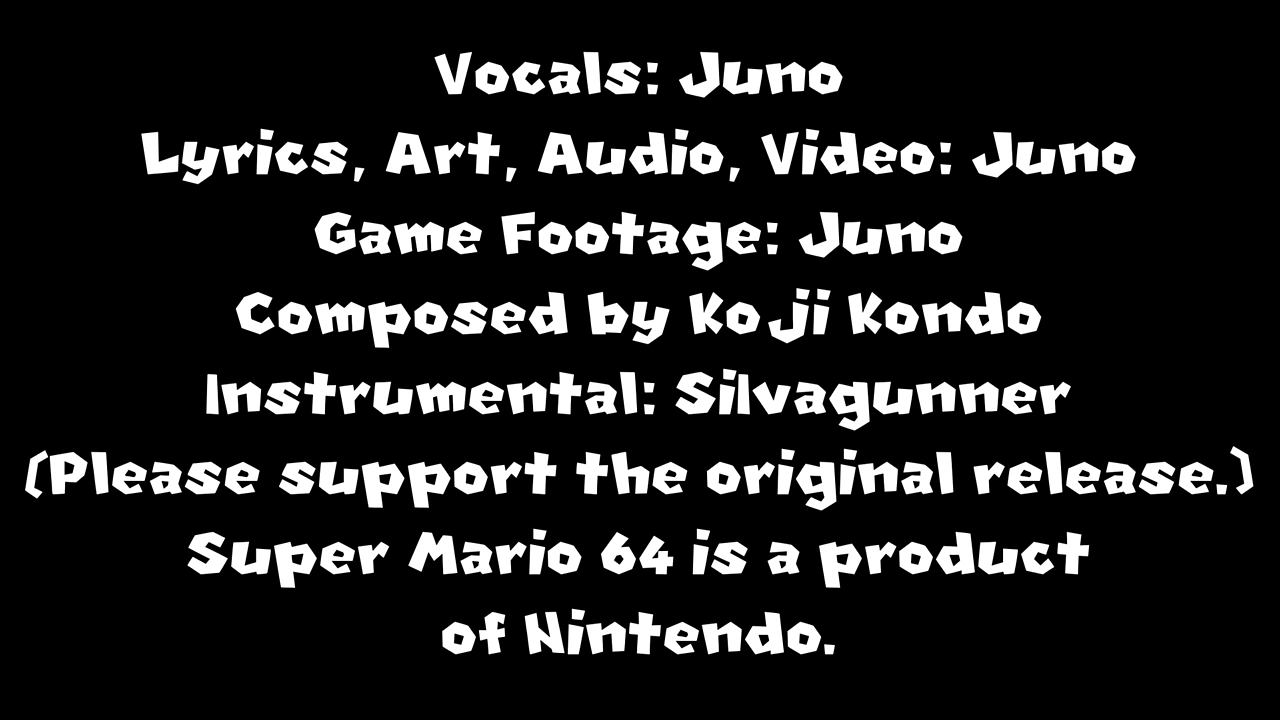 Vocals: Juno
Lyrics, Art, Audio, Video: Juno
Game Footage: Juno
Composed by Koji Kondo
Instrumental: Silvagunner
(Please support the original release.)
Super Mario 64 is a product
of Nintendo.